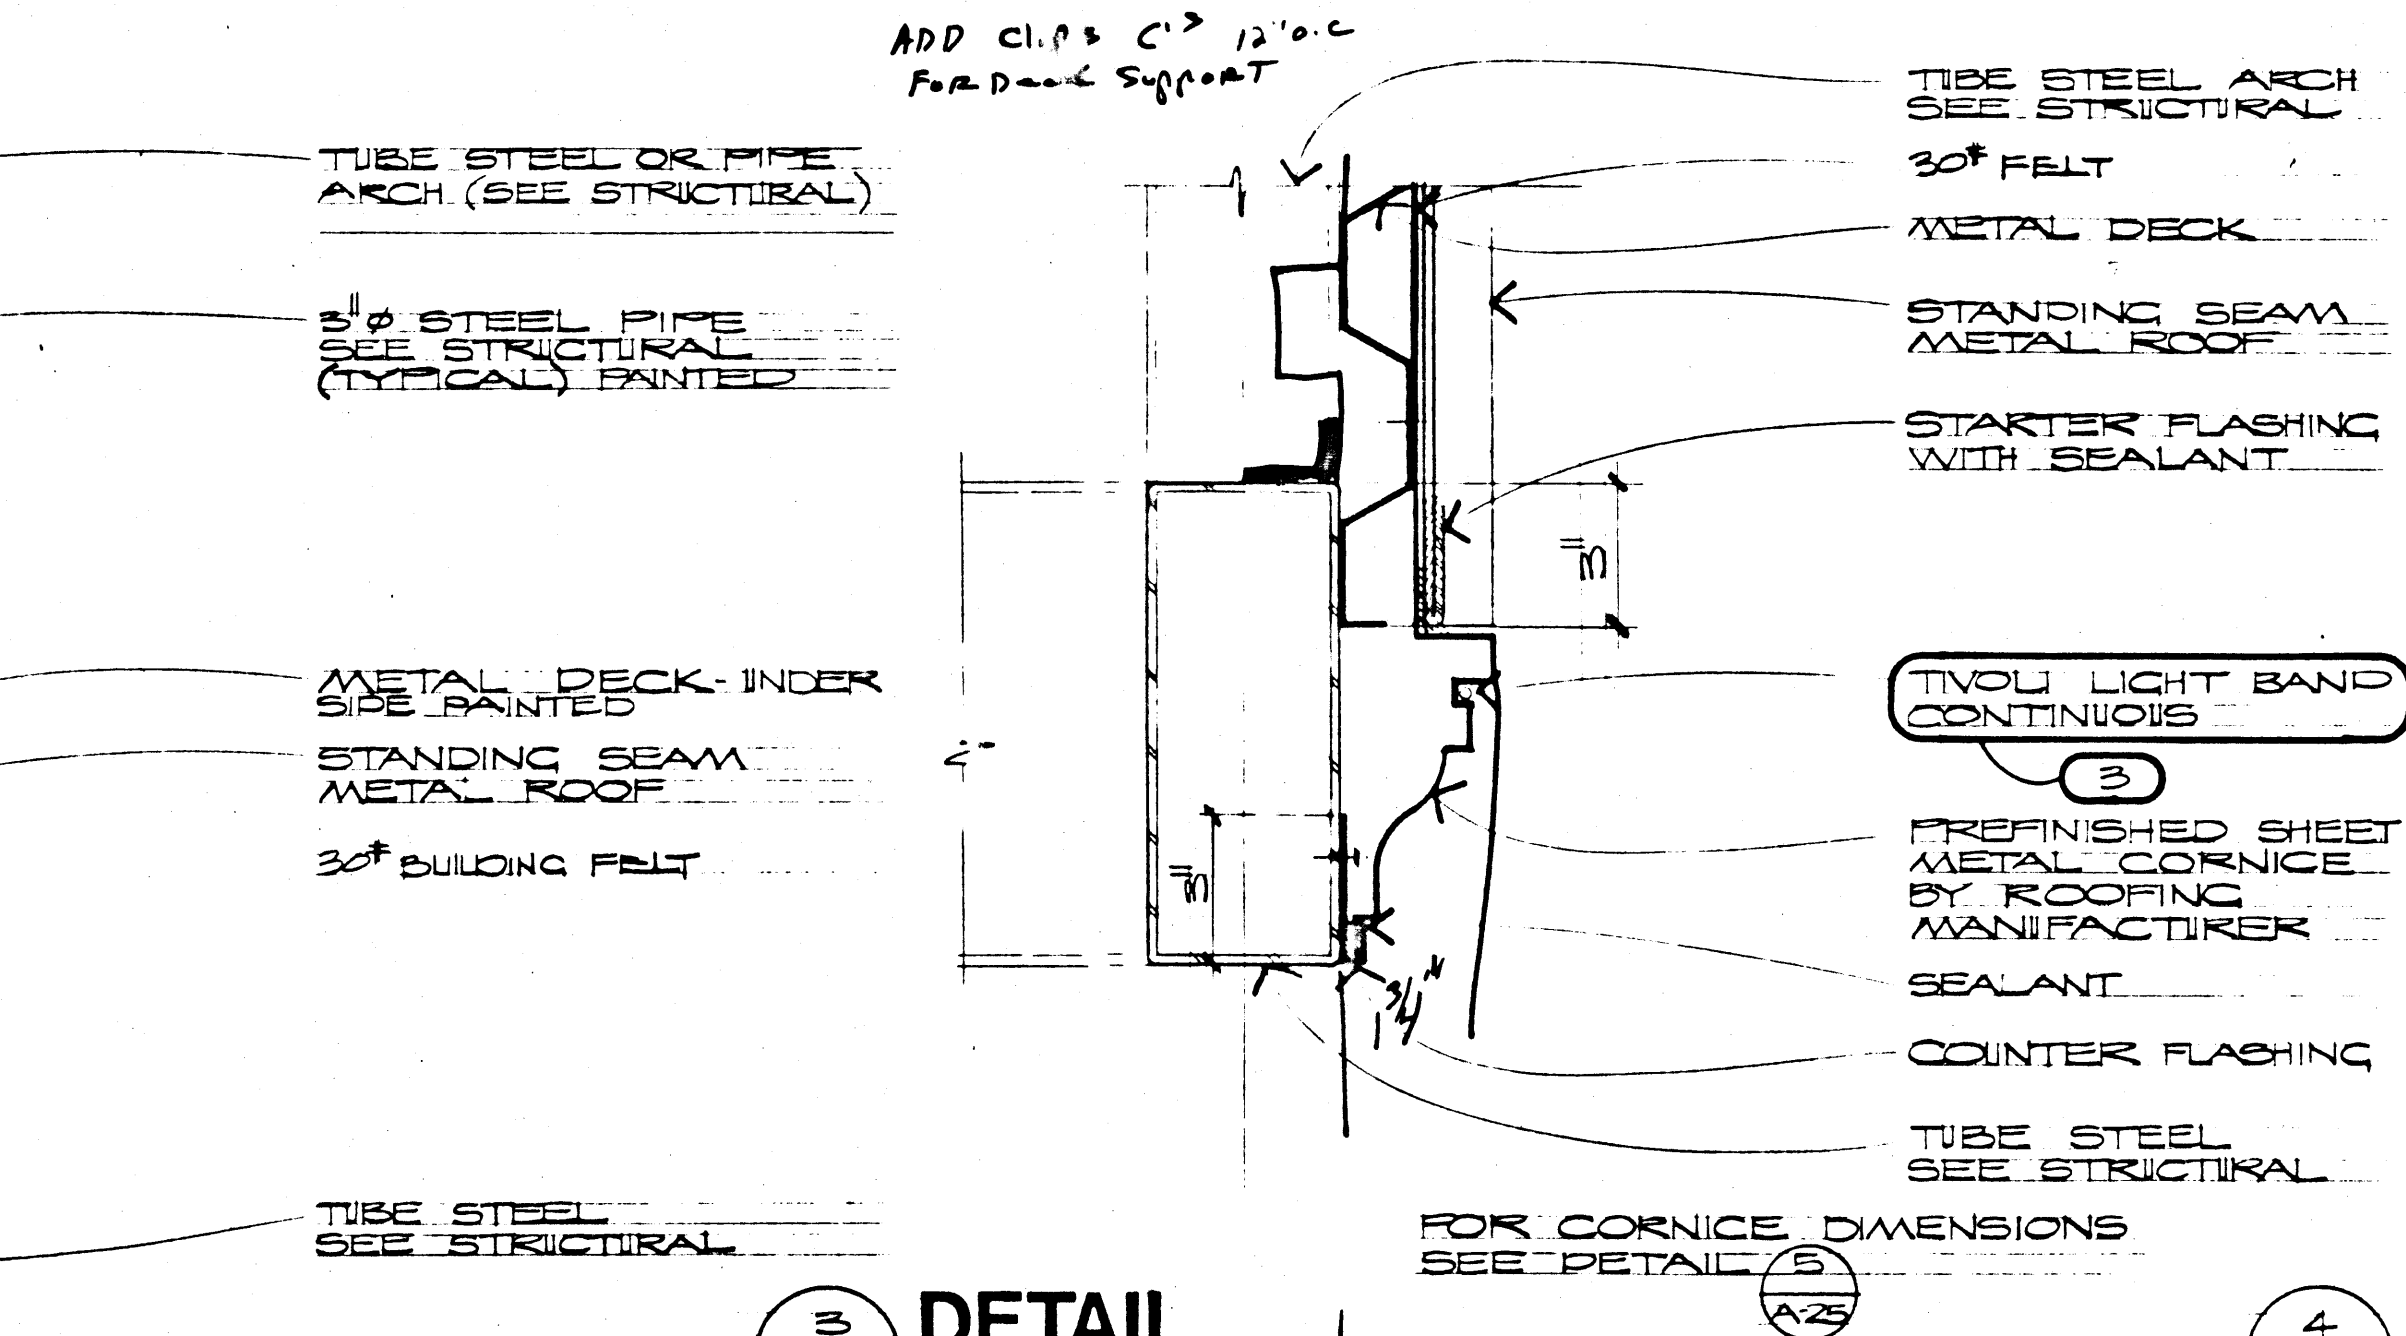 ADD Clips 12" O.C
FOR Deck SuppORT
TUBE STEEL OR PIPE
ARCH (SEE STRUCTURAL)
3"ø STEEL PIPE
SEE STRUCTURAL
(TYPICAL) PAINTED
METAL DECK-UNDER
SIDE PAINTED
STANDING SEAM
METAL ROOF
30# BUILDING FELT
TUBE STEEL
SEE STRUCTURAL
3"
3"
1 3/4"
TUBE STEEL ARCH
SEE STRUCTURAL
30# FELT
METAL DECK
STANDING SEAM
METAL ROOF
STARTER FLASHING
WITH SEALANT
TIVOLI LIGHT BAND
CONTINUOUS
3
PREFINISHED SHEET
METAL CORNICE
BY ROOFING
MANUFACTURER
SEALANT
COUNTER FLASHING
TUBE STEEL
SEE STRUCTURAL
FOR CORNICE DIMENSIONS
SEE DETAIL 5
A-25
3 DETAIL
4